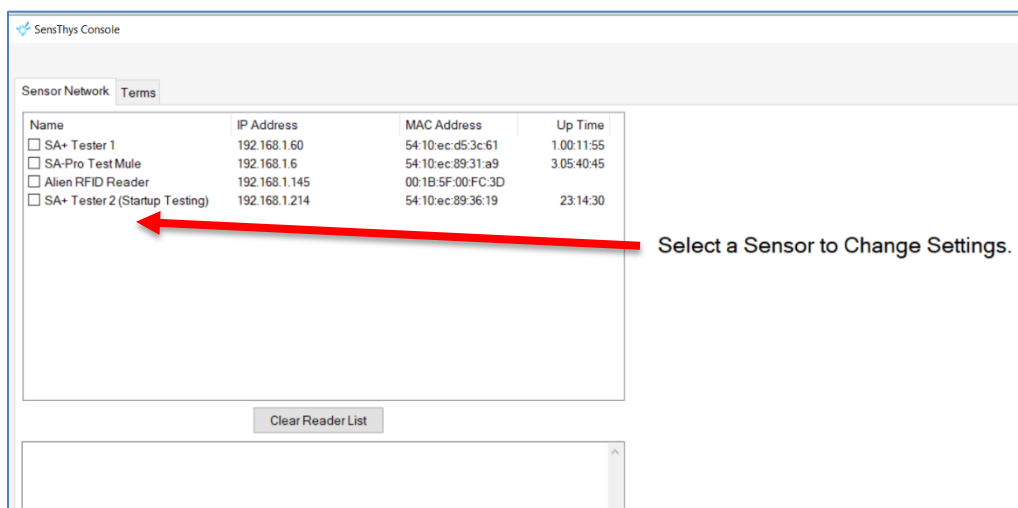 SensThys Console
Sensor Network Terms
Name IP Address MAC Address Up Time
SA+ Tester 1 192.168.1.60 54:10:ec:d5:3c:61 1.00:11:55
SA-Pro Test Mule 192.168.1.6 54:10:ec:89:31:a9 3.05:40:45
Alien RFID Reader 192.168.1.145 00:1B:5F:00:FC:3D
SA+ Tester 2 (Startup Testing) 192.168.1.214 54:10:ec:89:36:19 23:14:30
Select a Sensor to Change Settings.
Clear Reader List